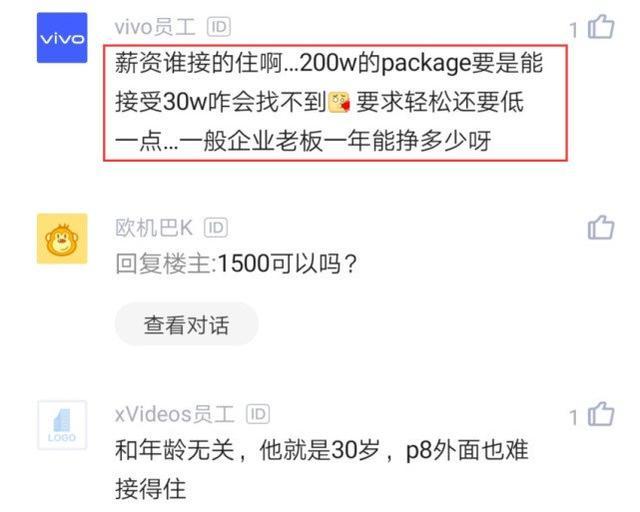 vivo
vivo员工 ID
1
薪资谁接的住啊...200w的package要是能
接受30w咋会找不到 要求轻松还要低
一点...一般企业老板一年能挣多少呀
欧机巴K ID
回复楼主:1500可以吗?
查看对话
LOGO
xVideos员工 ID
1
和年龄无关，他就是30岁，p8外面也难
接得住